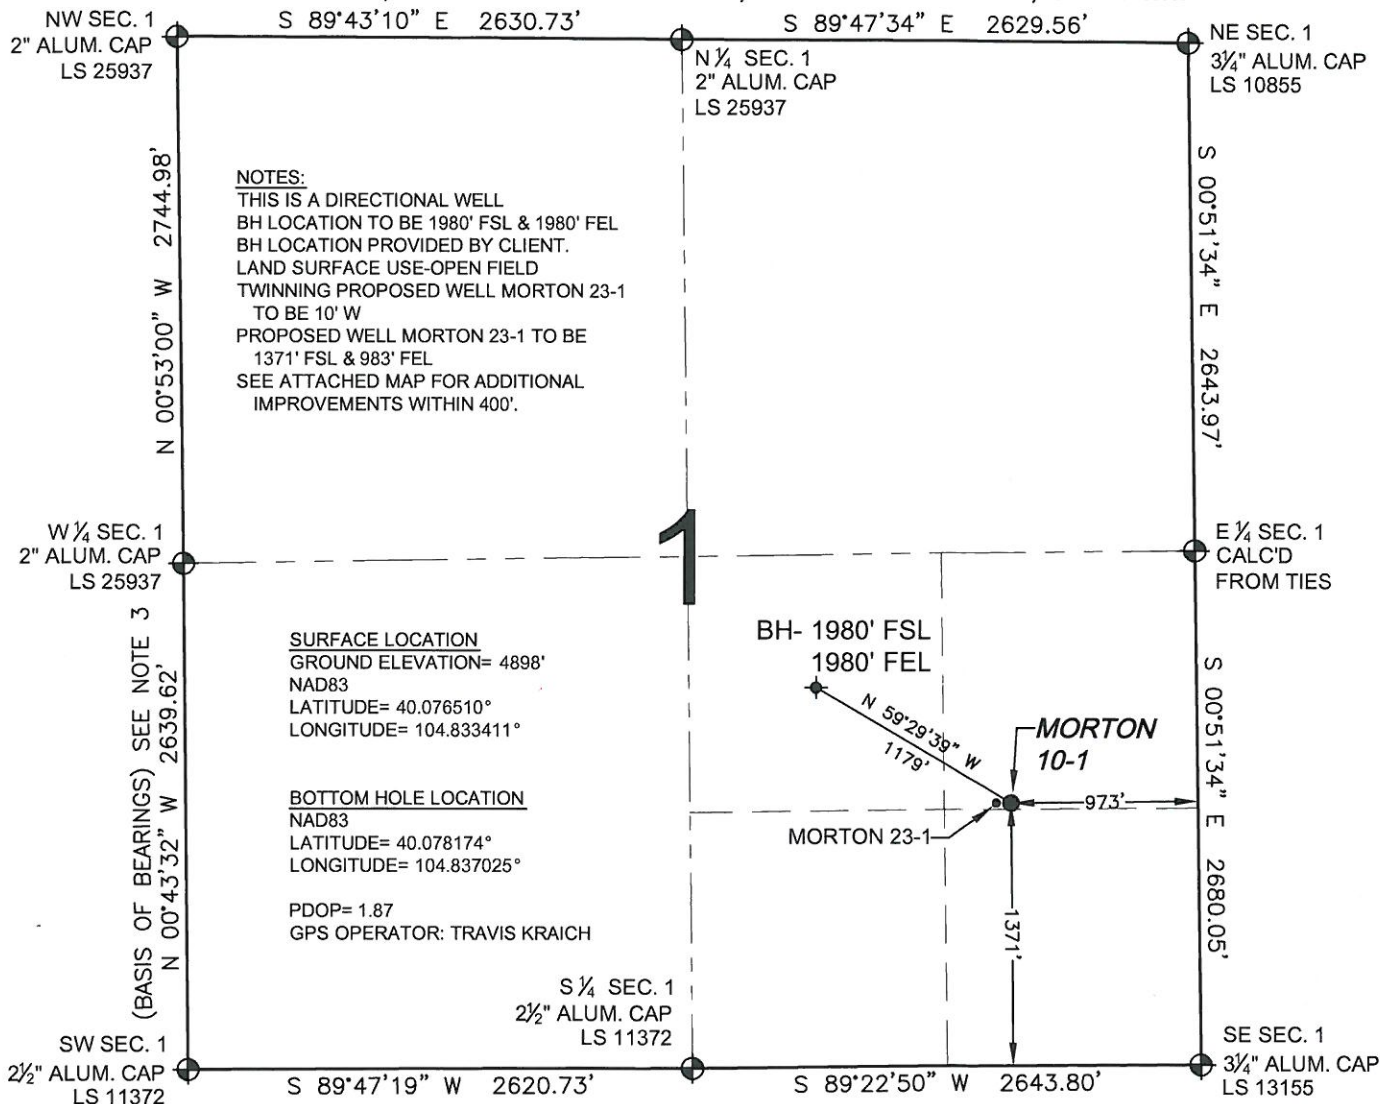 S 89°43'10" E 2630.73'
S 89°47'34" E 2629.56'
NW SEC. 1
2" ALUM. CAP
LS 25937
N ¼ SEC. 1
2" ALUM. CAP
LS 25937
NE SEC. 1
3¼" ALUM. CAP
LS 10855
N 00°53'00" W 2744.98'
NOTES:
THIS IS A DIRECTIONAL WELL
BH LOCATION TO BE 1980' FSL & 1980' FEL
BH LOCATION PROVIDED BY CLIENT.
LAND SURFACE USE-OPEN FIELD
TWINNING PROPOSED WELL MORTON 23-1
TO BE 10' W
PROPOSED WELL MORTON 23-1 TO BE
1371' FSL & 983' FEL
SEE ATTACHED MAP FOR ADDITIONAL
IMPROVEMENTS WITHIN 400'.
S 00°51'34" E 2643.97'
W ¼ SEC. 1
2" ALUM. CAP
LS 25937
1
E ¼ SEC. 1
CALC'D
FROM TIES
(BASIS OF BEARINGS) SEE NOTE 3
N 00°43'32" W 2639.62'
SURFACE LOCATION
GROUND ELEVATION= 4898'
NAD83
LATITUDE= 40.076510°
LONGITUDE= 104.833411°
BOTTOM HOLE LOCATION
NAD83
LATITUDE= 40.078174°
LONGITUDE= 104.837025°
PDOP= 1.87
GPS OPERATOR: TRAVIS KRAICH
BH- 1980' FSL
1980' FEL
N 59°29'39" W
1179'
MORTON
10-1
973'
MORTON 23-1
1371'
S 00°51'34" E 2680.05'
S ¼ SEC. 1
2½" ALUM. CAP
LS 11372
SW SEC. 1
2½" ALUM. CAP
LS 11372
S 89°47'19" W 2620.73'
S 89°22'50" W 2643.80'
SE SEC. 1
3¼" ALUM. CAP
LS 13155